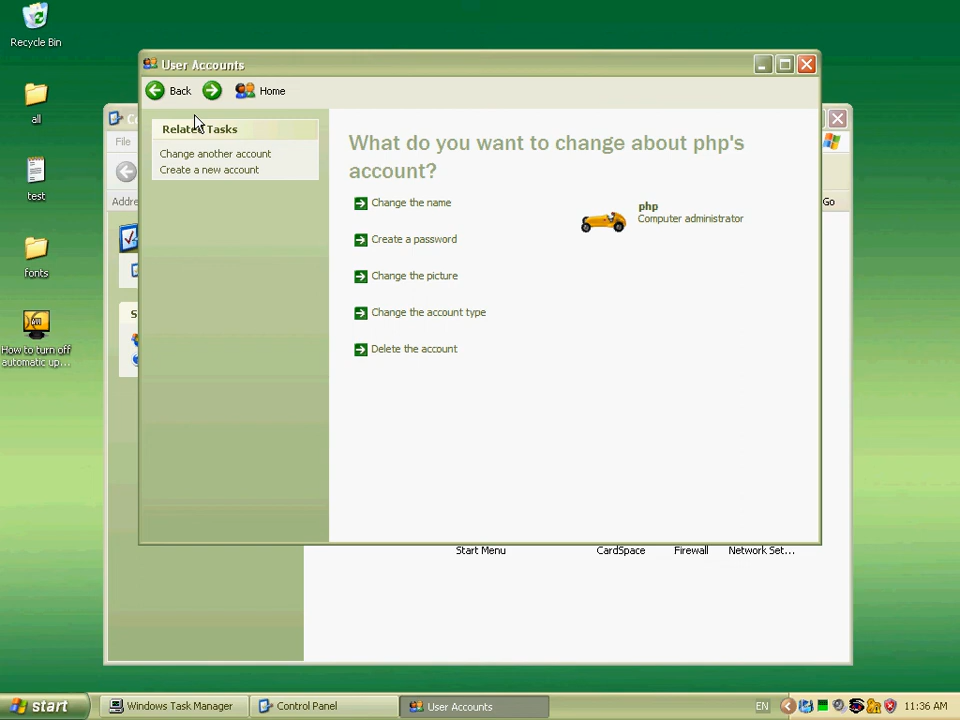 Recycle Bin
all
test
fonts
How to turn off
automatic up...
User Accounts
Back
Home
Related Tasks
Change another account
Create a new account
What do you want to change about php's
account?
Change the name
Create a password
Change the picture
Change the account type
Delete the account
php
Computer administrator
File
Addre
Go
Start Menu
CardSpace
Firewall
Network Set...
start
Windows Task Manager
Control Panel
User Accounts
EN
11:36 AM